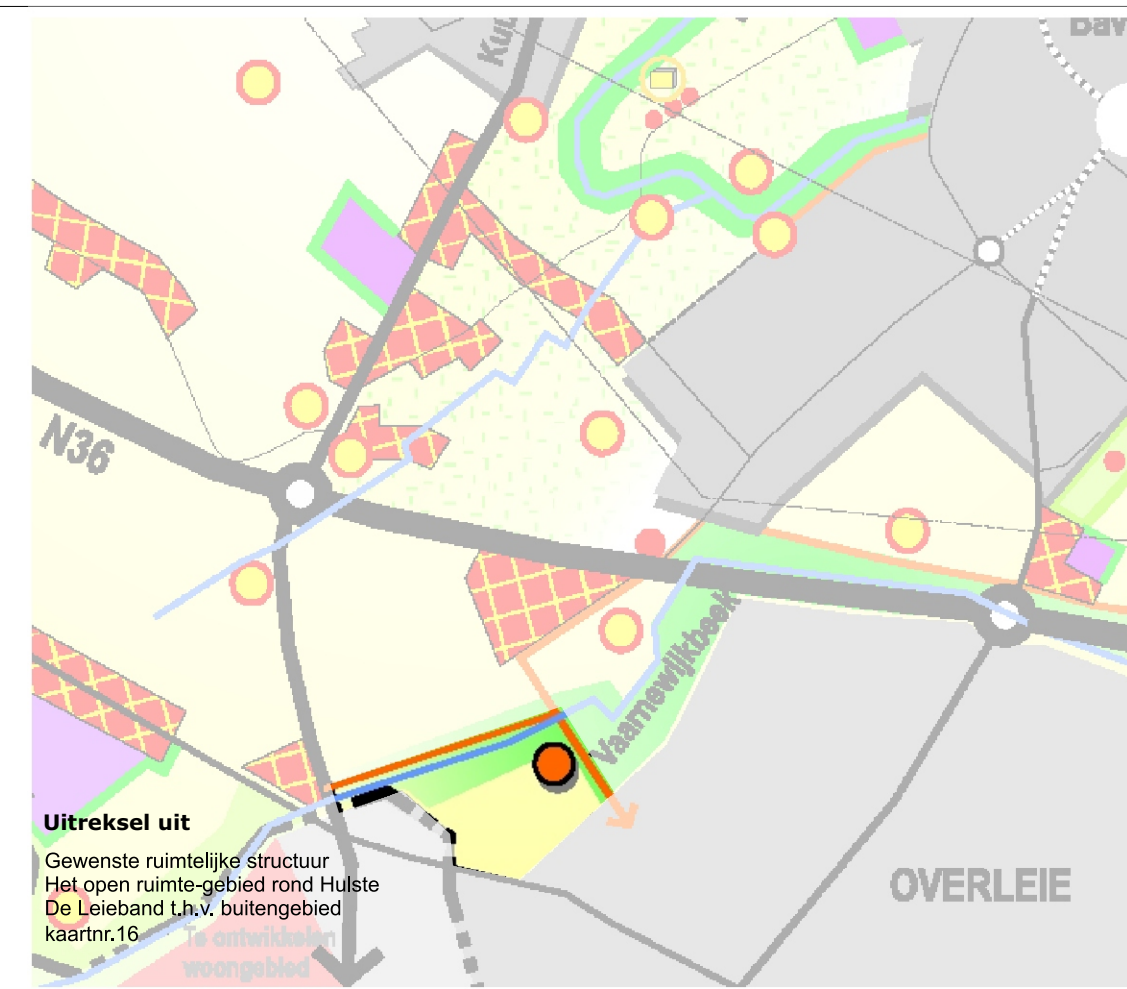 Bav
N36
Vaarnewijkbeek
Uitreksel uit
Gewenste ruimtelijke structuur
Het open ruimte-gebied rond Hulste
De Leieband t.h.v. buitengebied
kaartnr.16
OVERLEIE
Te ontwikkelen
woongebied